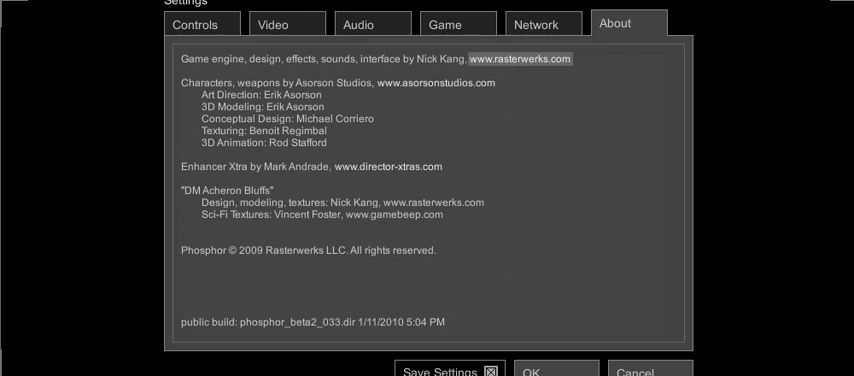 Settings
Controls Video Audio Game Network About
Game engine, design, effects, sounds, interface by Nick Kang, www.rasterwerks.com
Characters, weapons by Asorson Studios, www.asorsonstudios.com
Art Direction: Erik Asorson
3D Modeling: Erik Asorson
Conceptual Design: Michael Corriero
Texturing: Benoit Regimbal
3D Animation: Rod Stafford
Enhancer Xtra by Mark Andrade, www.director-xtras.com
"DM Acheron Bluffs"
Design, modeling, textures: Nick Kang, www.rasterwerks.com
Sci-Fi Textures: Vincent Foster, www.gamebeep.com
Phosphor © 2009 Rasterwerks LLC. All rights reserved.
public build: phosphor_beta2_033.dir 1/11/2010 5:04 PM
Save Settings OK Cancel